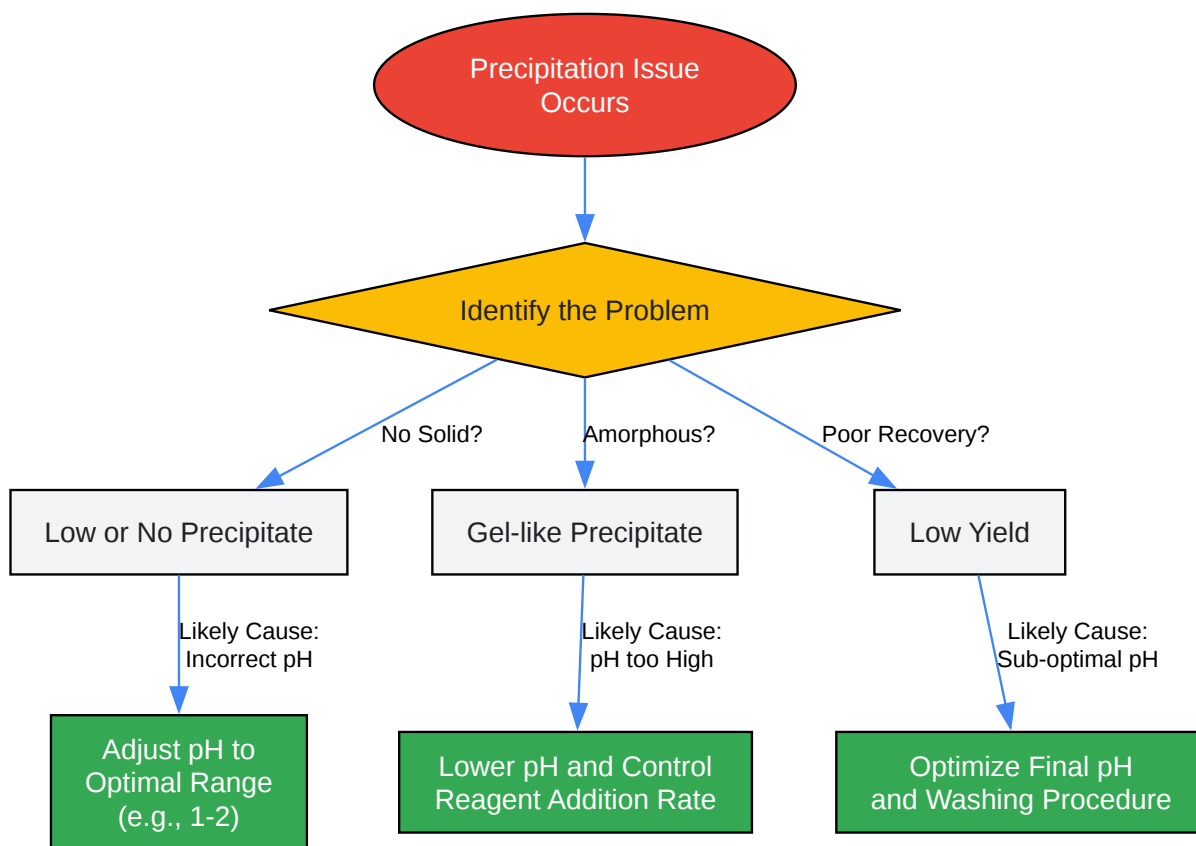 Precipitation Issue
Occurs
Identify the Problem
No Solid?
Amorphous?
Poor Recovery?
Low or No Precipitate
Gel-like Precipitate
Low Yield
Likely Cause:
Incorrect pH
Likely Cause:
pH too High
Likely Cause:
Sub-optimal pH
Adjust pH to
Optimal Range
(e.g., 1-2)
Lower pH and Control
Reagent Addition Rate
Optimize Final pH
and Washing Procedure